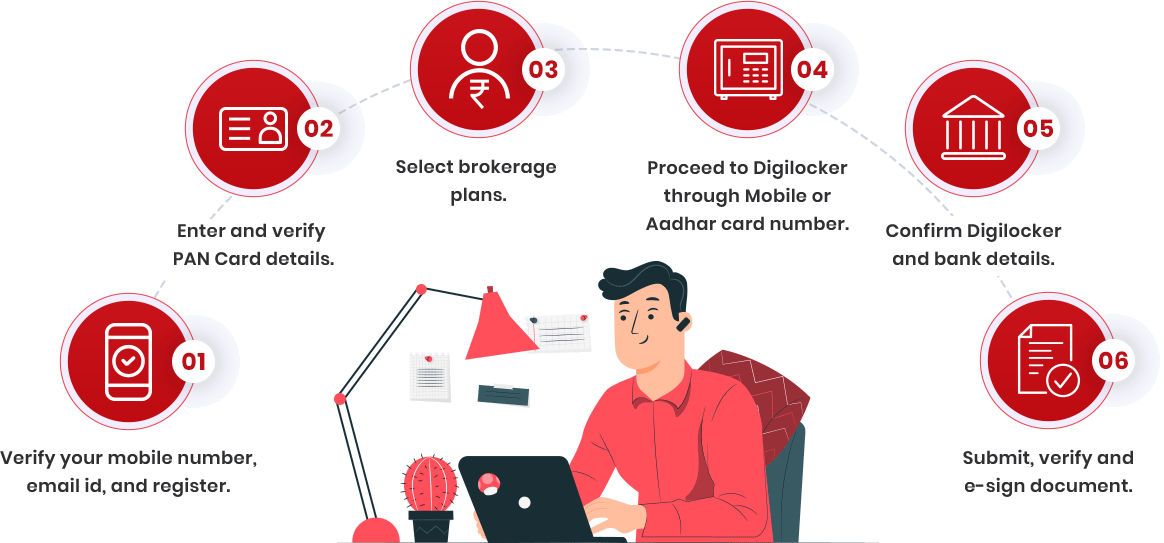 01
Verify your mobile number,
email id, and register.
02
Enter and verify
PAN Card details.
03
Select brokerage
plans.
04
Proceed to Digilocker
through Mobile or
Aadhar card number.
05
Confirm Digilocker
and bank details.
06
Submit, verify and
e-sign document.